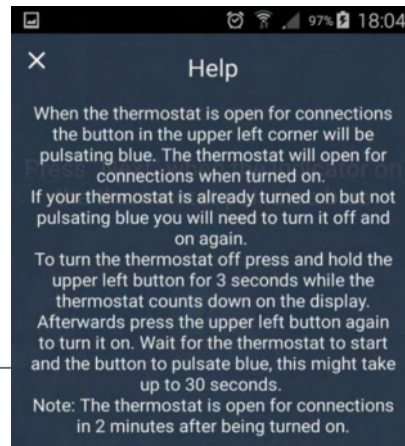 97% 18:04
Help
When the thermostat is open for connections
the button in the upper left corner will be
pulsating blue. The thermostat will open for
connections when turned on.
If your thermostat is already turned on but not
pulsating blue you will need to turn it off and
on again.
To turn the thermostat off press and hold the
upper left button for 3 seconds while the
thermostat counts down on the display.
Afterwards press the upper left button again
to turn it on. Wait for the thermostat to start
and the button to pulsate blue, this might take
up to 30 seconds.
Note: The thermostat is open for connections
in 2 minutes after being turned on.